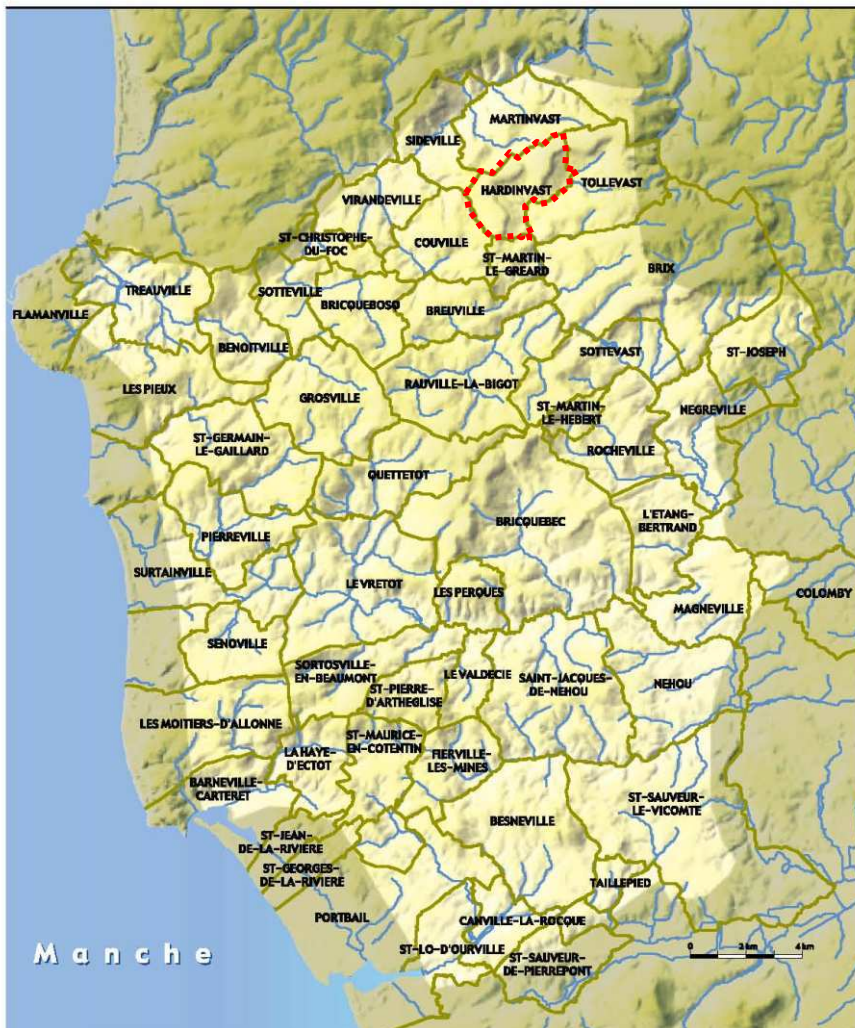 MARTINVAST
SIDEVILLE
HARDINVAST
TOLLEVAST
VIRANDEVILLE
ST-CHRISTOPHE-
DU-FOC
COUVILLE
ST-MARTIN-
LE-GREARD
BRIX
TREAUVILLE
SOTTEVILLE
BRICQUEBOSQ
BREUVILLE
FLAMANVILLE
BENOITVILLE
SOTTEVAST
ST-JOSEPH
LES PIEUX
GROSVILLE
RAUVILLE-LA-BIGOT
ST-MARTIN-
LE-HEBERT
NEGREVILLE
ST-GERMAIN-
LE-GAILLARD
ROCHEVILLE
QUETTETOT
BRICQUEBEC
L'ETANG-
BERTRAND
PIERREVILLE
SURTAINVILLE
LE VRETOT
LES PERQUES
COLOMBY
MAGNEVILLE
SENOVILLE
SORTOSVILLE-
EN-BEAUMONT
LE VALDECIE
SAINT-JACQUES-
DE-NEHOU
NEHOU
ST-PIERRE-
D'ARTHEGLISE
LES MOITIERS-D'ALLONNE
ST-MAURICE-
EN-COTENTIN
LA HAYE-
D'ECTOT
FIERVILLE-
LES-MINES
BARNEVILLE-
CARTERET
ST-SAUVEUR-
LE-VICOMTE
BESNEVILLE
ST-JEAN-
DE-LA-RIVIERE
ST-GEORGES-
DE-LA-RIVIERE
TAILLEPIED
PORTBAIL
CANVILLE-LA-ROCQUE
Manche
ST-LO-D'OURVILLE
ST-SAUVEUR-
DE-PIERREPONT
0 2 km 4 km